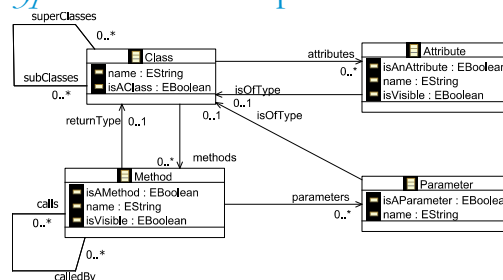 superClasses
0..*
Class
name : EString
isAClass : EBoolean
subClasses
0..*
attributes
0..*
Attribute
isAnAttribute : EBoolean
name : EString
isVisible : EBoolean
isOfType
0..1
returnType
0..1
0..1
isOfType
0..*
methods
Method
isAMethod : EBoolean
name : EString
isVisible : EBoolean
calls
0..*
0..*
calledBy
parameters
0..*
Parameter
isAParameter : EBoolea
name : EString